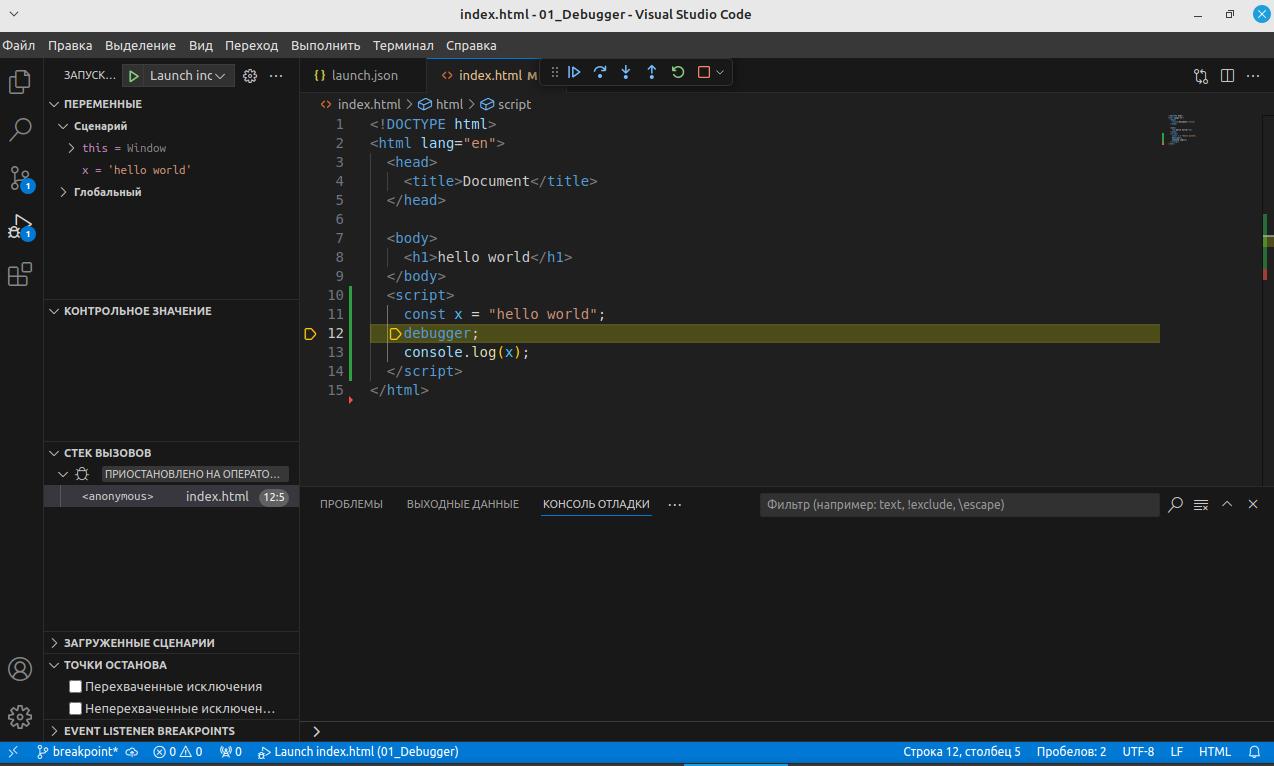 index.html - 01_Debugger - Visual Studio Code
Файл Правка Выделение Вид Переход Выполнить Терминал Справка
ЗАПУСК... Launch inc
ПЕРЕМЕННЫЕ
Сценарий
this = Window
x = 'hello world'
Глобальный
КОНТРОЛЬНОЕ ЗНАЧЕНИЕ
СТЕК ВЫЗОВОВ
ПРИОСТАНОВЛЕНО НА ОПЕРАТО...
<anonymous> index.html 12:5
ЗАГРУЖЕННЫЕ СЦЕНАРИИ
ТОЧКИ ОСТАНОВА
Перехваченные исключения
Неперехваченные исключен...
EVENT LISTENER BREAKPOINTS
1
1
{} launch.json <> index.html M
<> index.html > html > script
1 <!DOCTYPE html>
2 <html lang="en">
3 <head>
4 <title>Document</title>
5 </head>
6
7 <body>
8 <h1>hello world</h1>
9 </body>
10 <script>
11 const x = "hello world";
12 debugger;
13 console.log(x);
14 </script>
15 </html>
ПРОБЛЕМЫ ВЫХОДНЫЕ ДАННЫЕ КОНСОЛЬ ОТЛАДКИ ... Фильтр (например: text, !exclude, \escape)
>
breakpoint* 0 0 0 Launch index.html (01_Debugger) Строка 12, столбец 5 Пробелов: 2 UTF-8 LF HTML